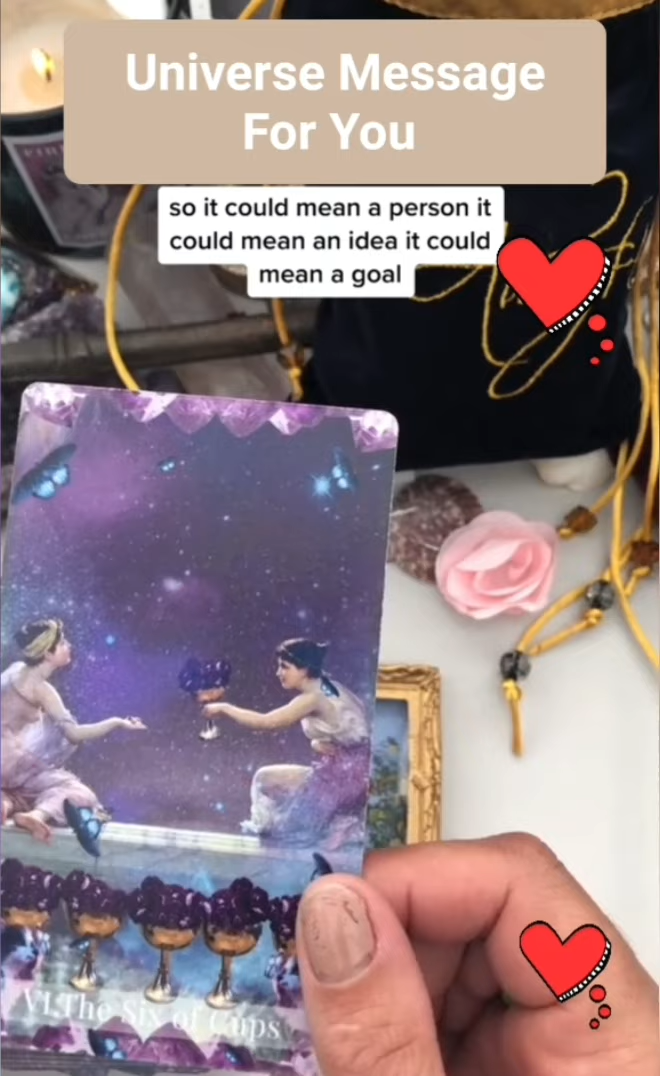 Universe Message
For You
so it could mean a person it
could mean an idea it could
mean a goal
VI.The Six of Cups